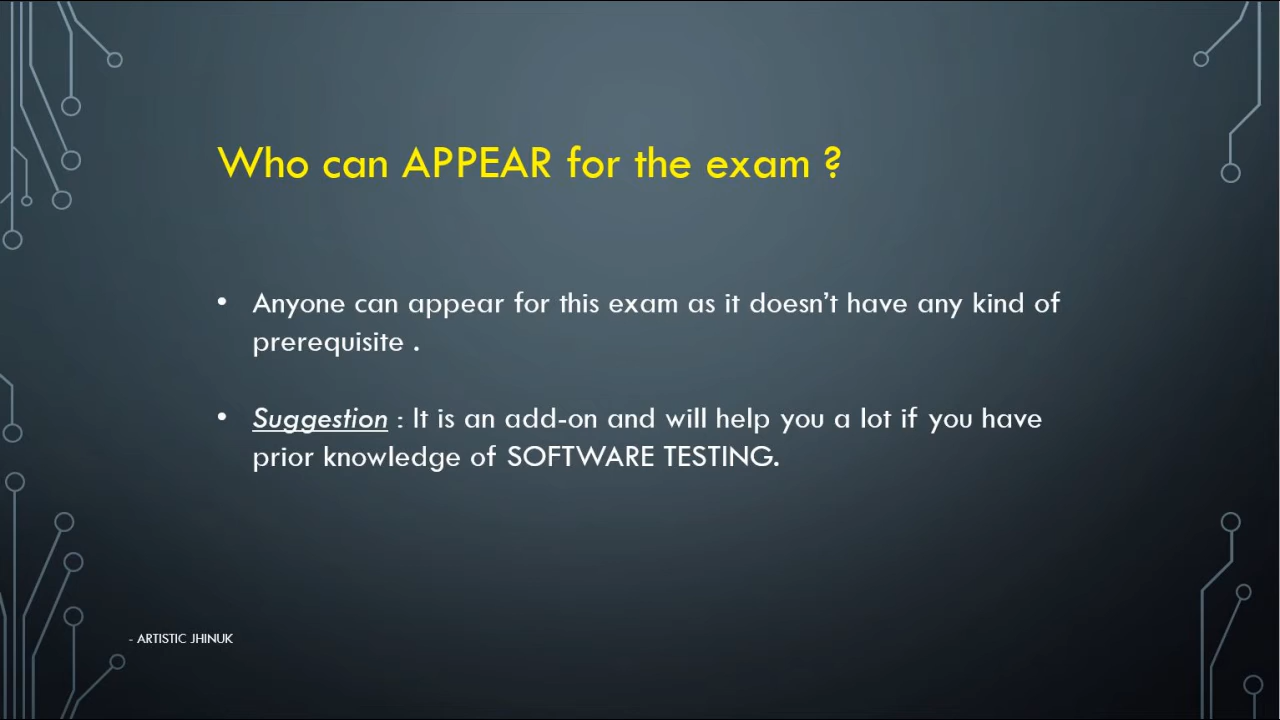 Who can APPEAR for the exam ?
• Anyone can appear for this exam as it doesn’t have any kind of
prerequisite .
• Suggestion : It is an add-on and will help you a lot if you have
prior knowledge of SOFTWARE TESTING.
- ARTISTIC JHINUK